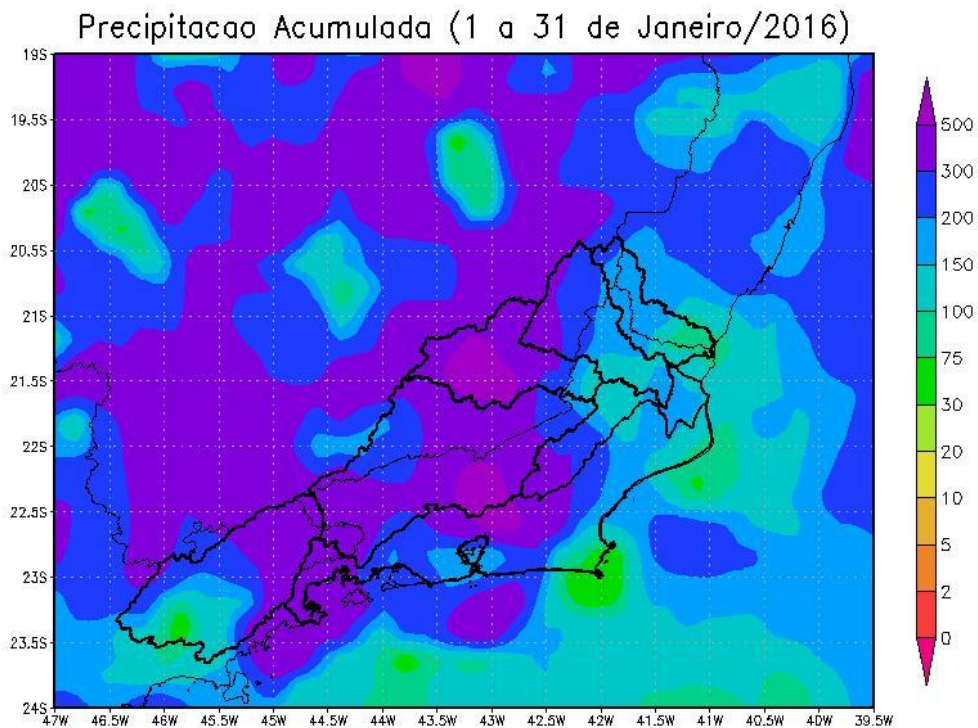 Precipitacao Acumulada (1 a 31 de Janeiro/2016)
19S
19.5S
20S
20.5S
21S
21.5S
22S
22.5S
23S
23.5S
24S
47W 46.5W 46W 45.5W 45W 44.5W 44W 43.5W 43W 42.5W 42W 41.5W 41W 40.5W 40W 39.5W
500
300
200
150
100
75
30
20
10
5
2
0